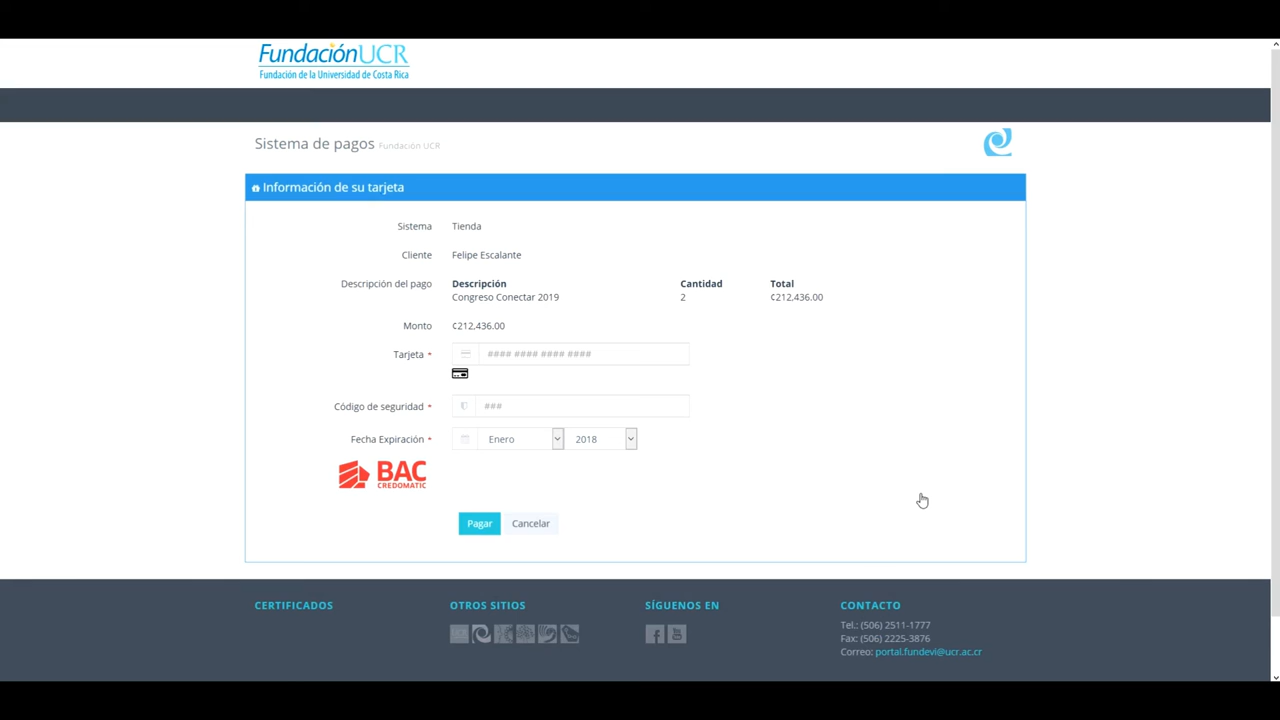 FundaciónUCR
Fundación de la Universidad de Costa Rica
Sistema de pagos Fundación UCR
Información de su tarjeta
Sistema Tienda
Cliente Felipe Escalante
Descripción del pago Descripción Cantidad Total
Congreso Conectar 2019 2 ¢212,436.00
Monto ¢212,436.00
Tarjeta * #### #### #### ####
Código de seguridad * ###
Fecha Expiración * Enero 2018
BAC
CREDOMATIC
Pagar Cancelar
CERTIFICADOS OTROS SITIOS SÍGUENOS EN CONTACTO
Tel.: (506) 2511-1777
Fax: (506) 2225-3876
Correo: portal.fundevi@ucr.ac.cr